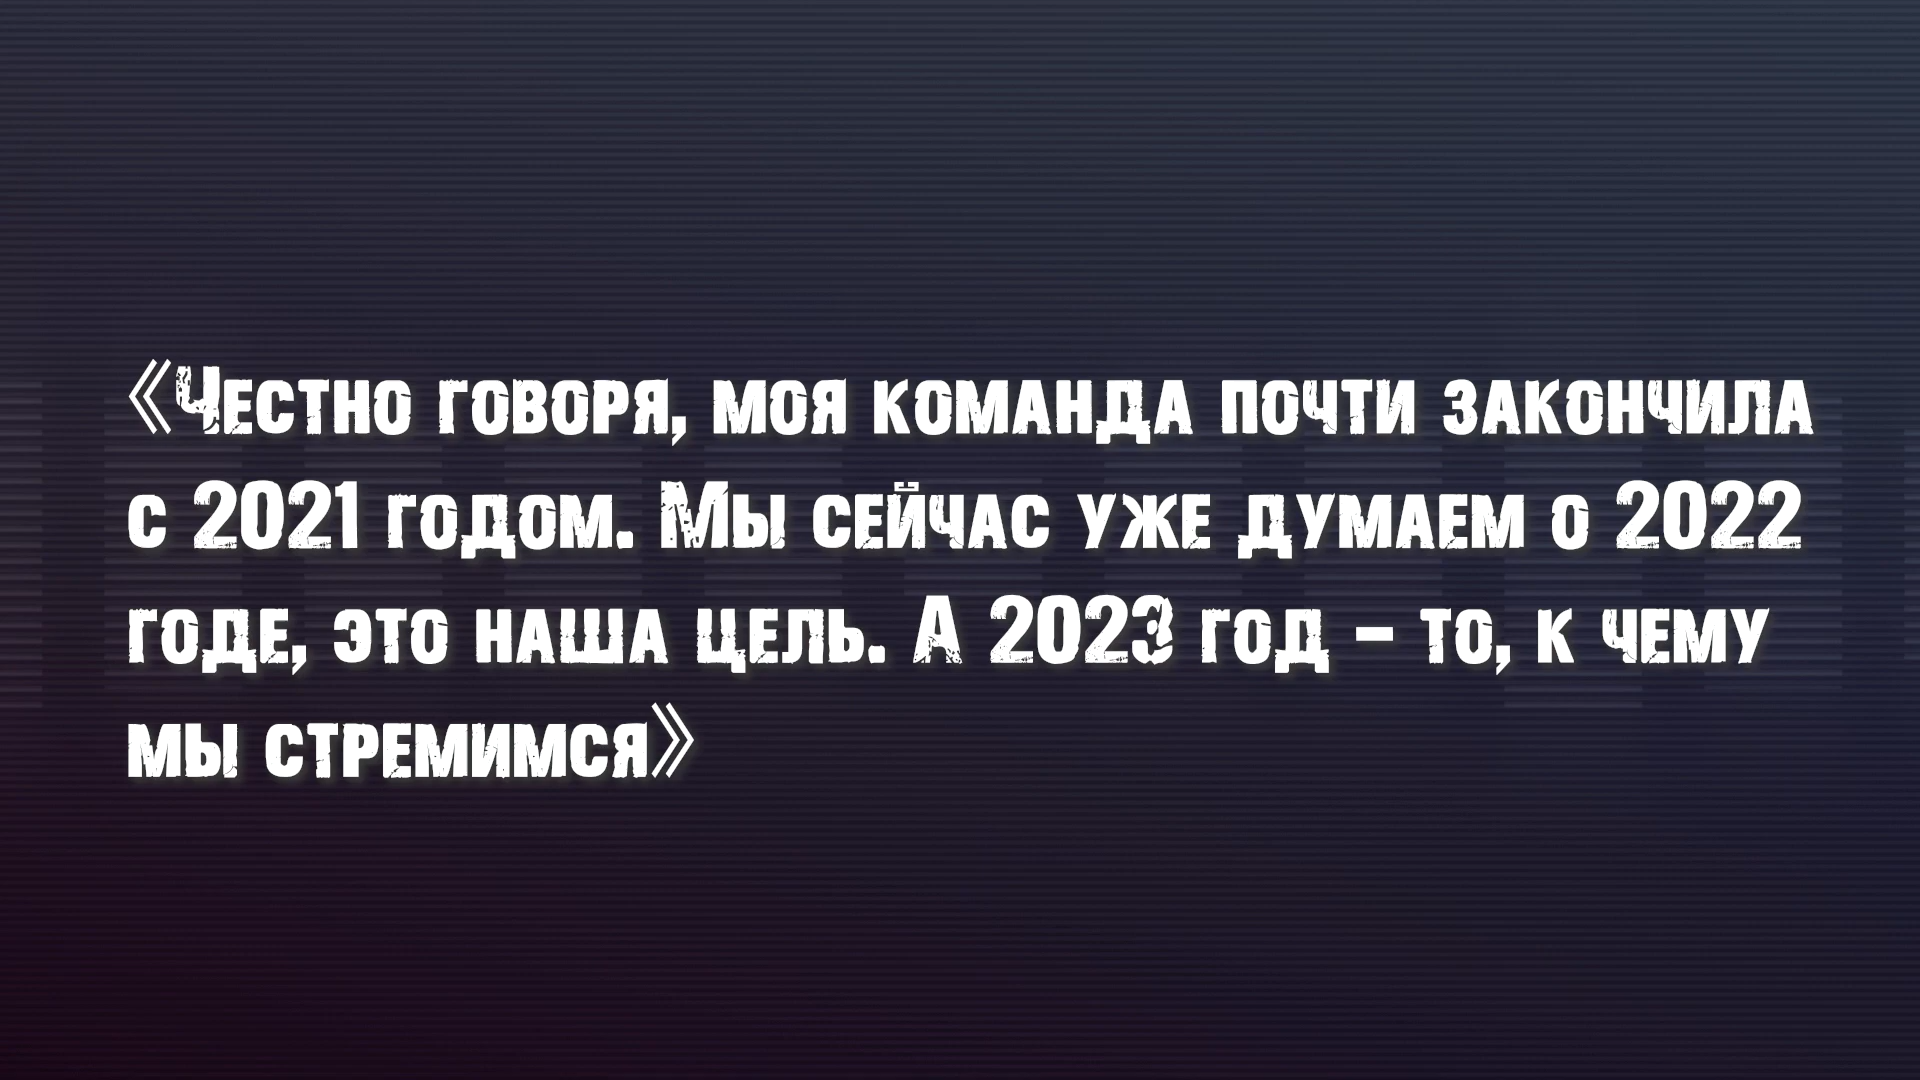 《Честно говоря, моя команда почти закончила
с 2021 годом. Мы сейчас уже думаем о 2022
годе, это наша цель. А 2023 год – то, к чему
мы стремимся》